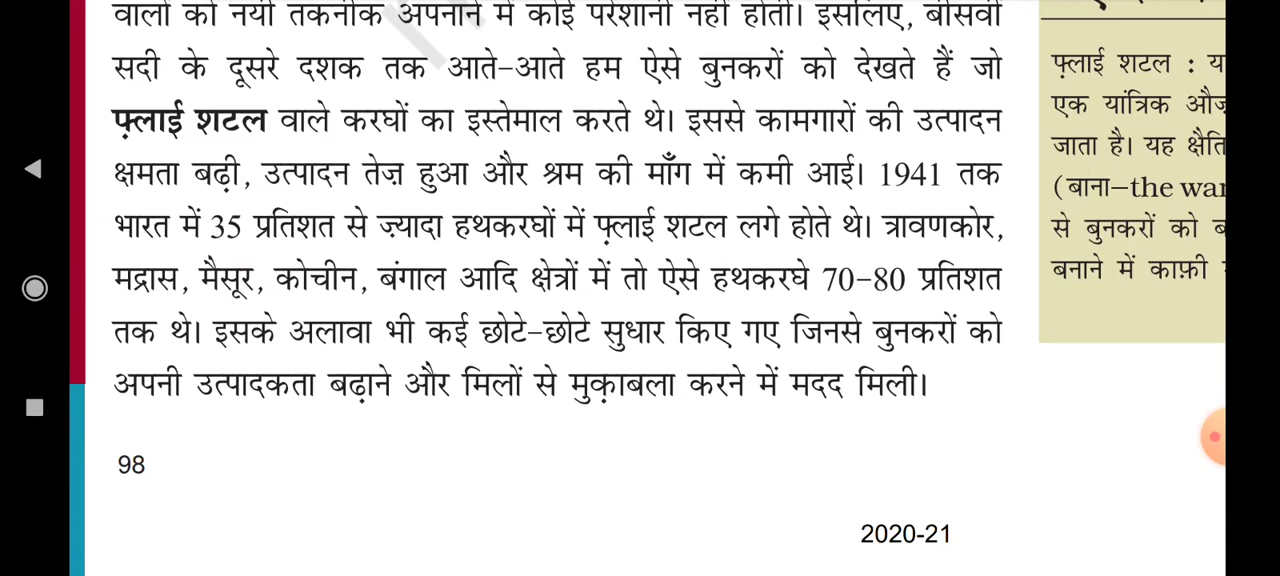 वालों को नयी तकनीक अपनाने में कोई परेशानी नहीं होती। इसलिए, बीसवीं
सदी के दूसरे दशक तक आते-आते हम ऐसे बुनकरों को देखते हैं जो
फ़्लाई शटल वाले करघों का इस्तेमाल करते थे। इससे कामगारों की उत्पादन
क्षमता बढ़ी, उत्पादन तेज़ हुआ और श्रम की माँग में कमी आई। 1941 तक
भारत में 35 प्रतिशत से ज़्यादा हथकरघों में फ़्लाई शटल लगे होते थे। त्रावणकोर,
मद्रास, मैसूर, कोचीन, बंगाल आदि क्षेत्रों में तो ऐसे हथकरघे 70-80 प्रतिशत
तक थे। इसके अलावा भी कई छोटे-छोटे सुधार किए गए जिनसे बुनकरों को
अपनी उत्पादकता बढ़ाने और मिलों से मुक़ाबला करने में मदद मिली।
98
2020-21
फ़्लाई शटल :
एक यांत्रिक
जाता है। यह
(बाना–the
से बुनकरों को
बनाने में काफ़ी